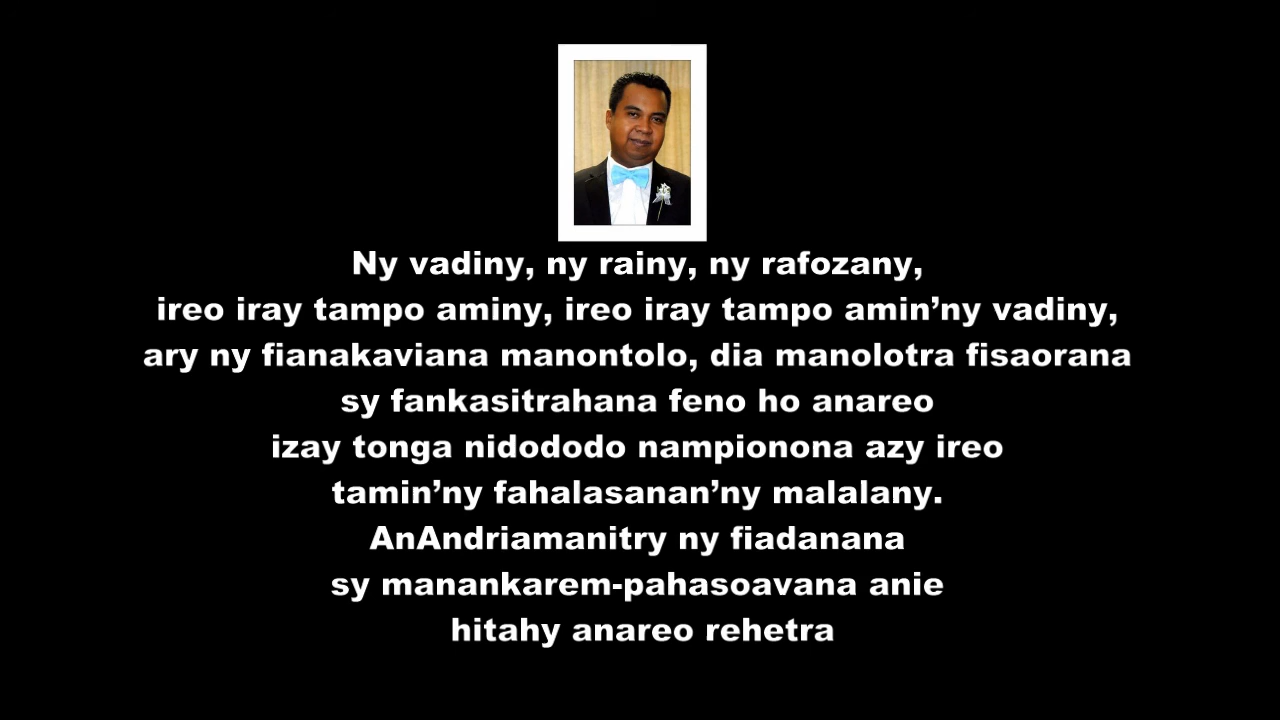 Ny vadiny, ny rainy, ny rafozany,
ireo iray tampo aminy, ireo iray tampo amin’ny vadiny,
ary ny fianakaviana manontolo, dia manolotra fisaorana
sy fankasitrahana feno ho anareo
izay tonga nidododo nampionona azy ireo
tamin’ny fahalasanan’ny malalany.
AnAndriamanitry ny fiadanana
sy manankarem-pahasoavana anie
hitahy anareo rehetra